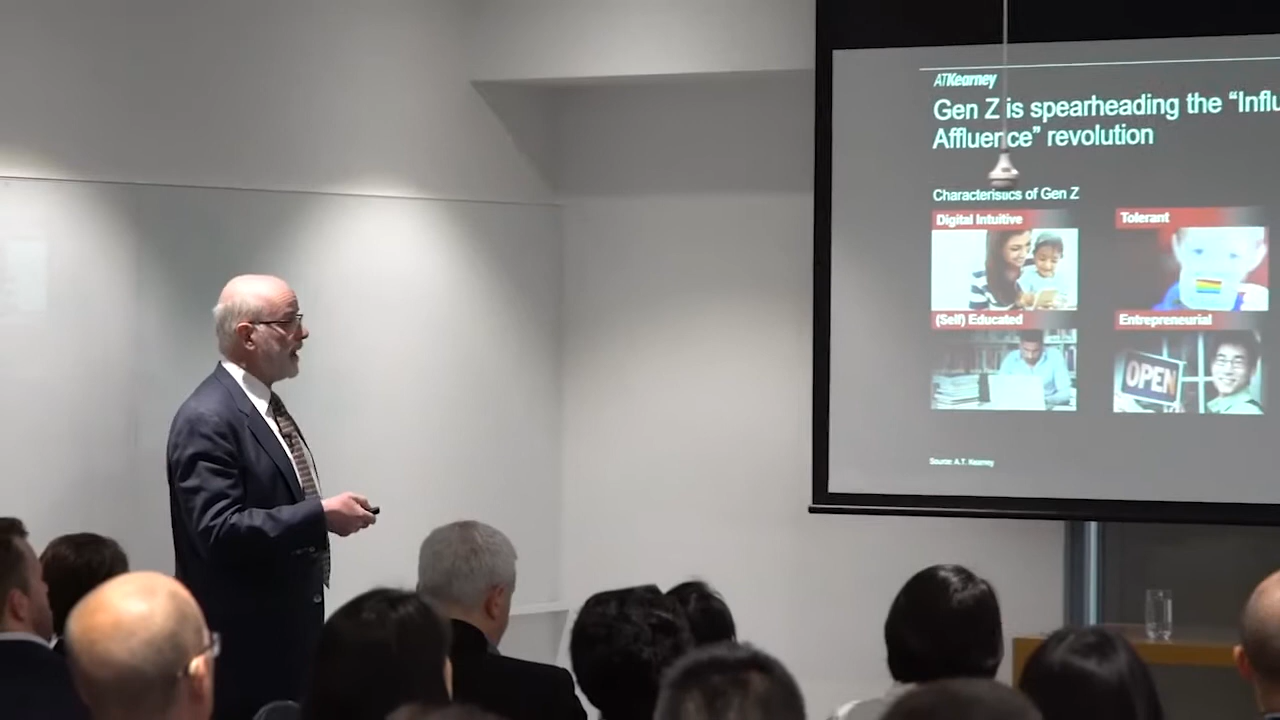 ATKearney
Gen Z is spearheading the “Influ
Affluence” revolution
Characteristics of Gen Z
Digital Intuitive
Tolerant
(Self) Educated
Entrepreneurial
OPEN
Source: A.T. Kearney